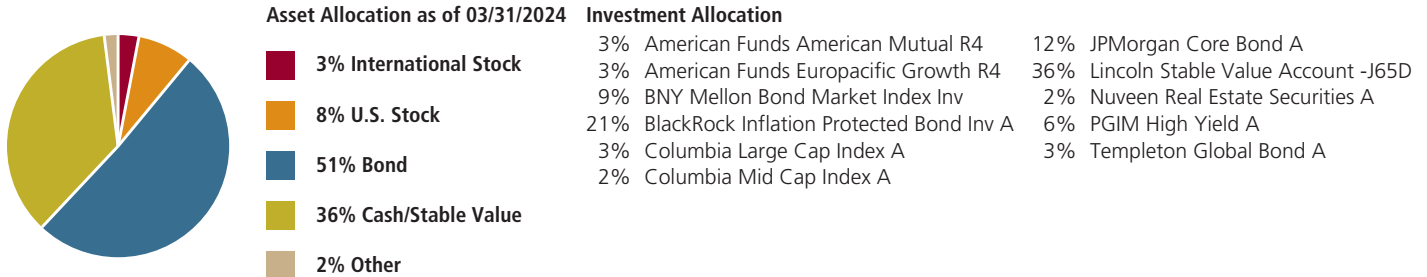 Asset Allocation as of 03/31/2024
3% International Stock
8% U.S. Stock
51% Bond
36% Cash/Stable Value
2% Other
Investment Allocation
3% American Funds American Mutual R4
3% American Funds Europacific Growth R4
9% BNY Mellon Bond Market Index Inv
21% BlackRock Inflation Protected Bond Inv A
3% Columbia Large Cap Index A
2% Columbia Mid Cap Index A
12% JPMorgan Core Bond A
36% Lincoln Stable Value Account -J65D
2% Nuveen Real Estate Securities A
6% PGIM High Yield A
3% Templeton Global Bond A